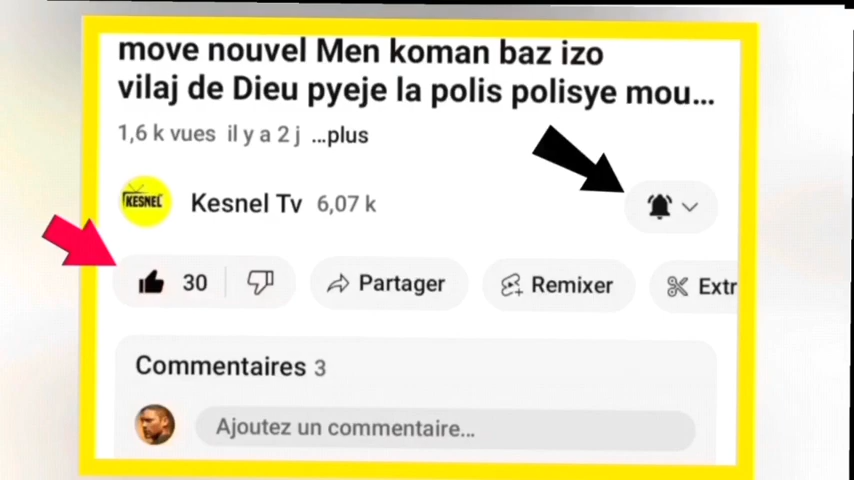 move nouvel Men koman baz izo
vilaj de Dieu pyeje la polis polisye mou...
1,6 k vues il y a 2 j ...plus
KESNEL
Kesnel Tv 6,07 k
30
Partager
Remixer
Extr
Commentaires 3
Ajoutez un commentaire...